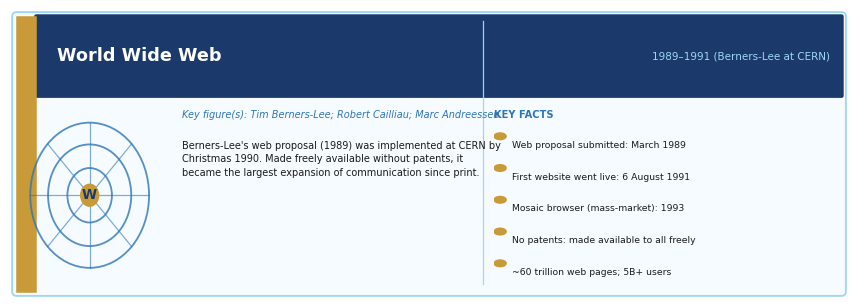 World Wide Web
1989–1991 (Berners-Lee at CERN)
Key figure(s): Tim Berners-Lee; Robert Cailliau; Marc Andreessen
Berners-Lee's web proposal (1989) was implemented at CERN by
Christmas 1990. Made freely available without patents, it
became the largest expansion of communication since print.
W
KEY FACTS
Web proposal submitted: March 1989
First website went live: 6 August 1991
Mosaic browser (mass-market): 1993
No patents: made available to all freely
~60 trillion web pages; 5B+ users